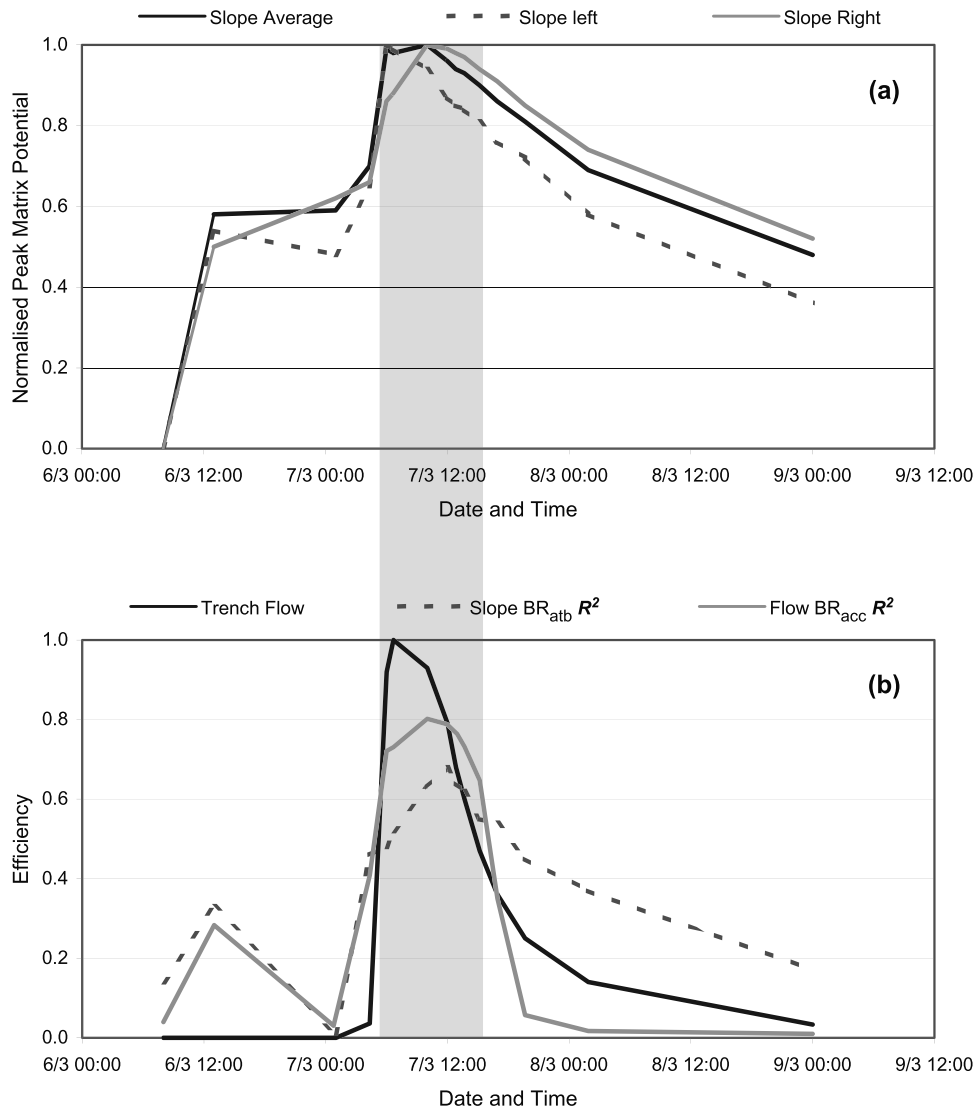 Slope Average Slope left Slope Right
1.0
0.8
0.6
0.4
0.2
1.0
Normalised Peak Matrix Potential
(a)
6/3 00:00 6/3 12:00 7/3 00:00 7/3 12:00 8/3 00:00 8/3 12:00 9/3 00:00 9/3 12:00
Date and Time
Trench Flow Slope BRatb R² Flow BRacc R²
1.0
0.8
0.6
0.4
0.2
0.0
Efficiency
(b)
6/3 00:00 6/3 12:00 7/3 00:00 7/3 12:00 8/3 00:00 8/3 12:00 9/3 00:00 9/3 12:00
Date and Time